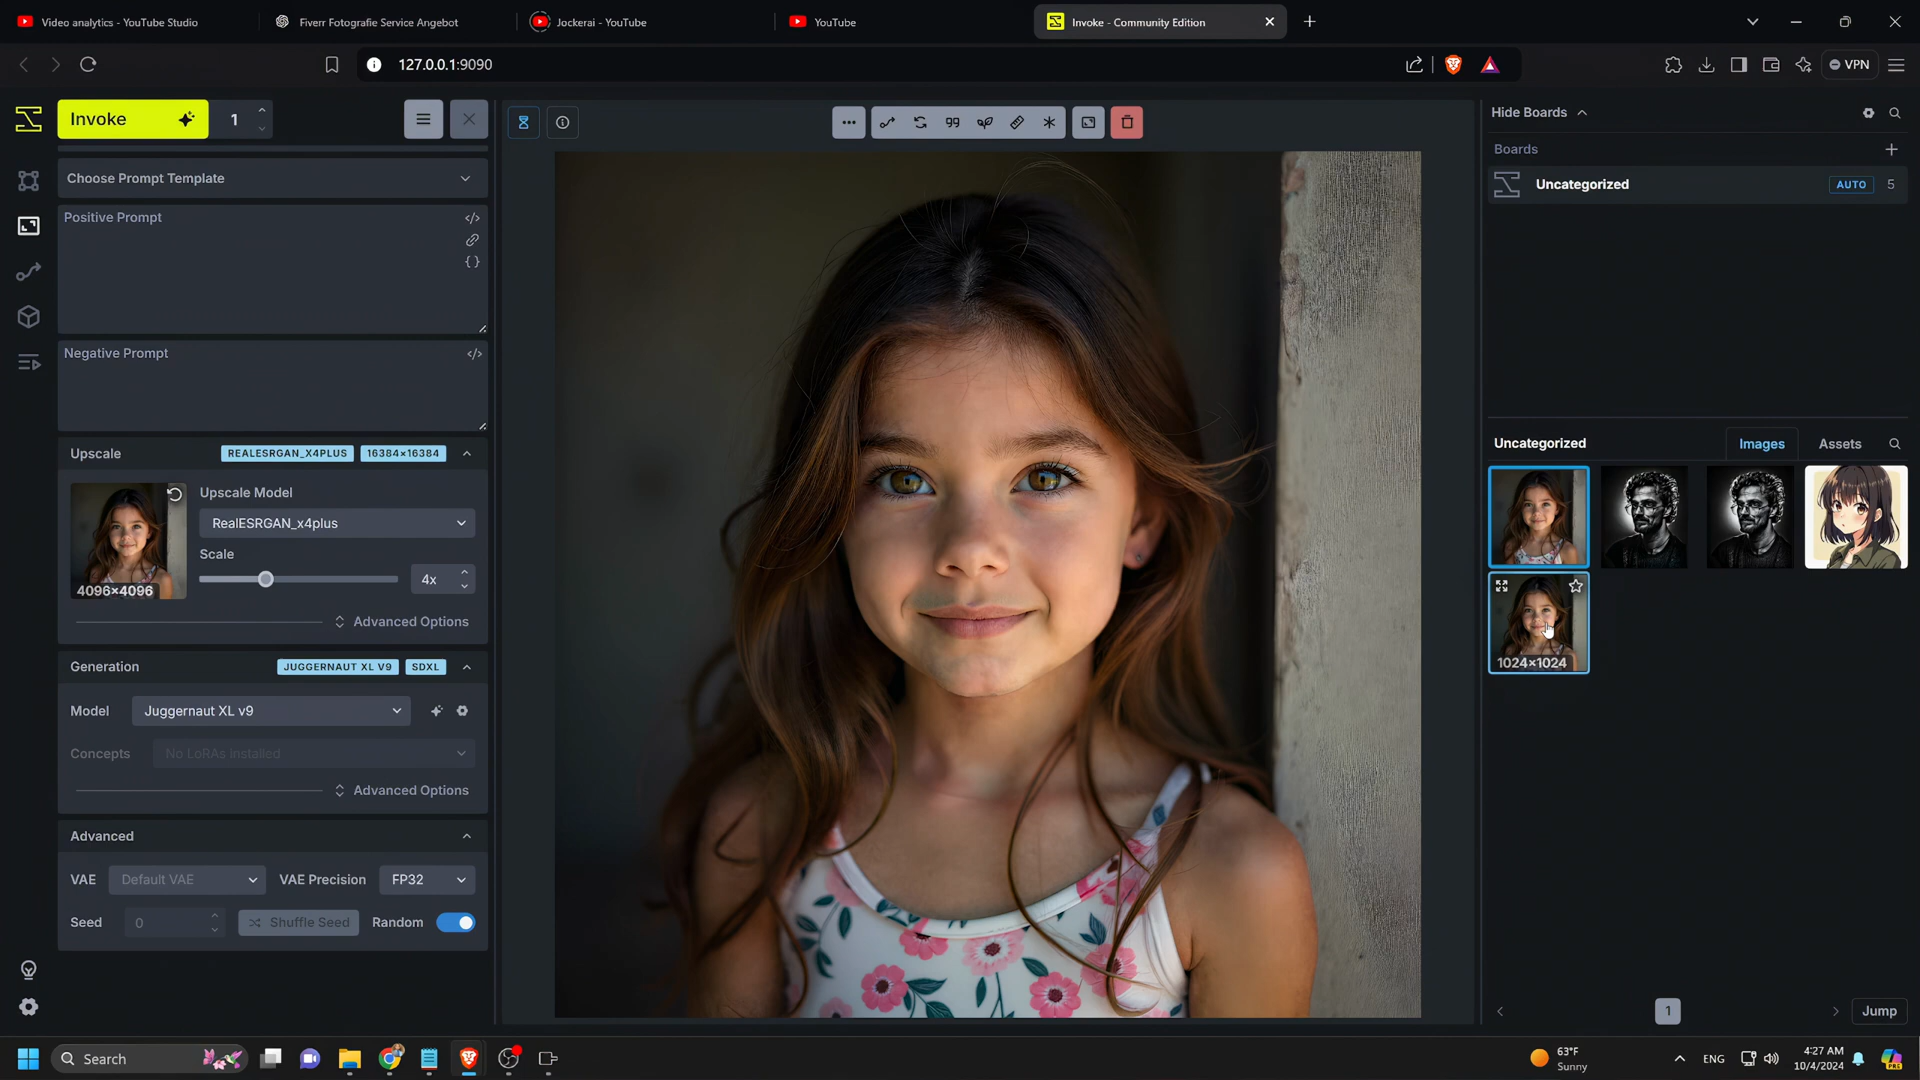 Video analytics - YouTube Studio
Fiverr Fotografie Service Angebot
Jockerai - YouTube
YouTube
Invoke - Community Edition
127.0.0.1:9090
VPN
Invoke
1
Hide Boards
Boards
Uncategorized
AUTO
5
Choose Prompt Template
Positive Prompt
Negative Prompt
Upscale
REALESRGAN_X4PLUS
16384×16384
Upscale Model
RealESRGAN_x4plus
Scale
4x
4096×4096
Advanced Options
Generation
JUGGERNAUT XL V9
SDXL
Model
Juggernaut XL v9
Concepts
No LoRAs Installed
Advanced Options
Advanced
VAE
Default VAE
VAE Precision
FP32
Seed
0
Shuffle Seed
Random
Uncategorized
Images
Assets
1024×1024
1
Jump
Search
63°F
Sunny
ENG
4:27 AM
10/4/2024